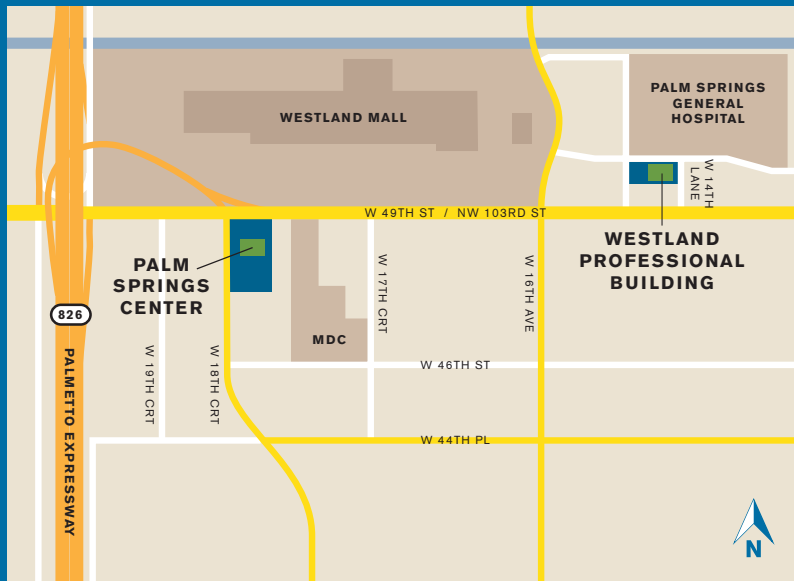 PALM SPRINGS
GENERAL
HOSPITAL
WESTLAND MALL
W 14TH
LANE
W 49TH ST / NW 103RD ST
WESTLAND
PROFESSIONAL
BUILDING
PALM
SPRINGS
CENTER
W 17TH CRT
W 16TH AVE
826
MDC
W 19TH CRT
W 18TH CRT
W 46TH ST
PALMETTO EXPRESSWAY
W 44TH PL
N